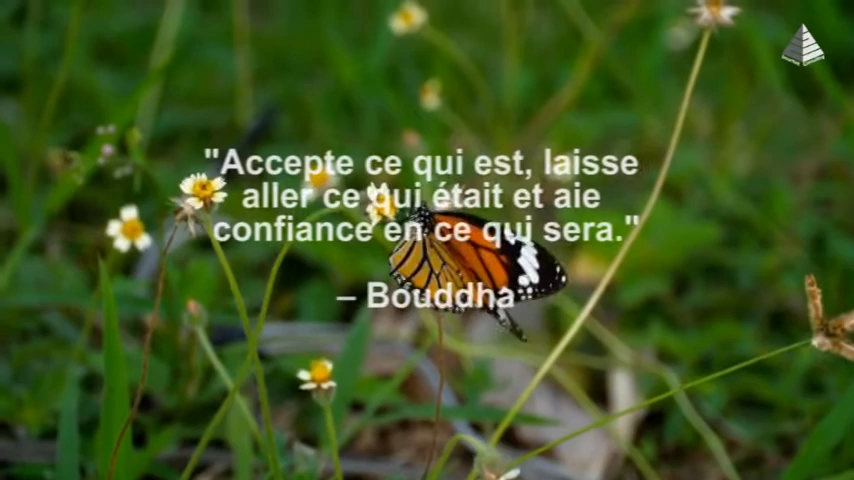 "Accepte ce qui est, laisse
aller ce qui était et aie
confiance en ce qui sera."
– Bouddha